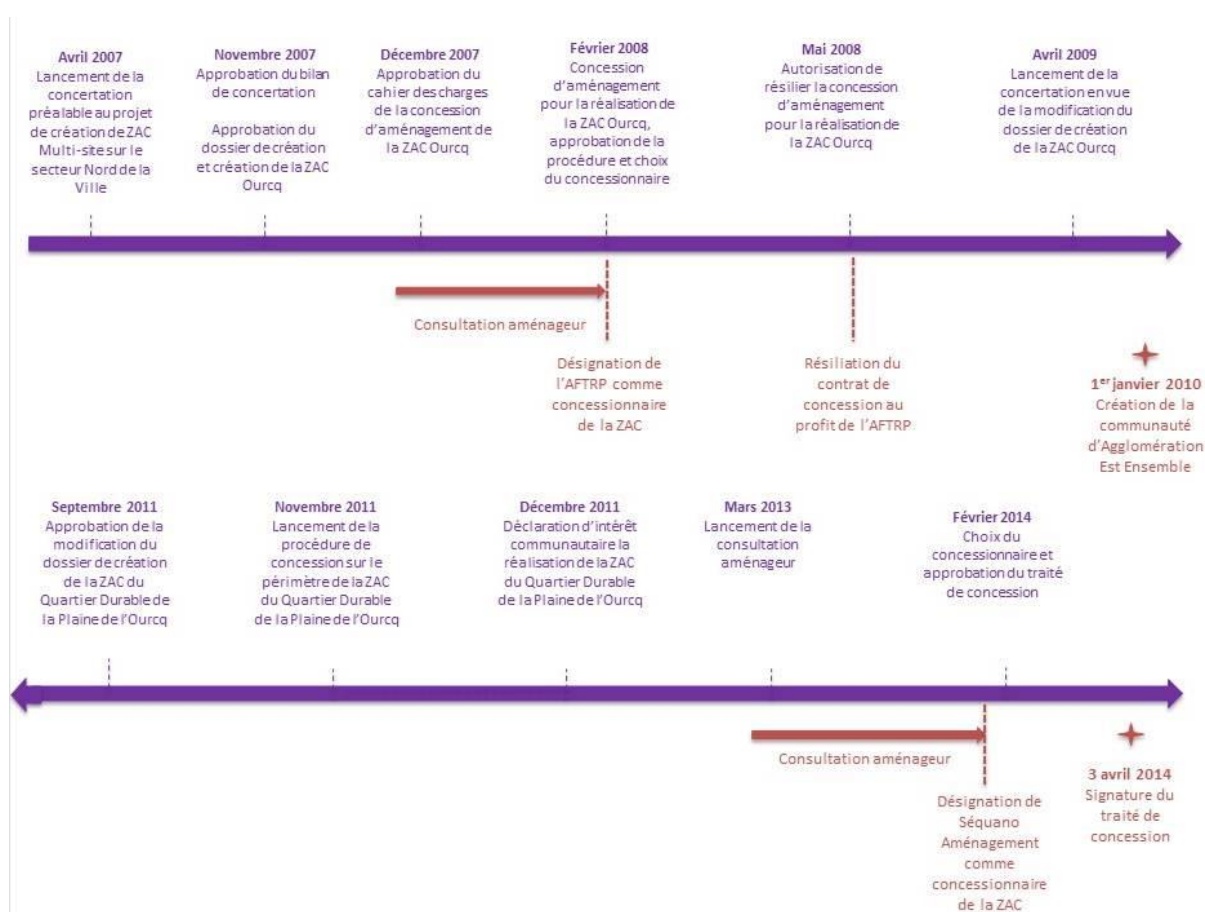 Avril 2007
Lancement de la
concertation
préalable au projet
de création de ZAC
Multi-site sur le
secteur Nord de la
Ville
Novembre 2007
Approbation du bilan
de concertation
Approbation du
dossier de création
et création de la ZAC
Ourcq
Décembre 2007
Approbation du
cahier des charges
de la concession
d’aménagement de
la ZAC Ourcq
Février 2008
Concession
d’aménagement
pour la réalisation de
la ZAC Ourcq,
approbation de la
procédure et choix
du concessionnaire
Mai 2008
Autorisation de
résilier la concession
d’aménagement
pour la réalisation de
la ZAC Ourcq
Avril 2009
Lancement de la
concertation en vue
de la modification du
dossier de création
de la ZAC Ourcq
Consultation aménageur
Désignation de
l’AFTRP comme
concessionnaire
de la ZAC
Résiliation du
contrat de
concession au
profit de l’AFTRP
1er janvier 2010
Création de la
communauté
d’Agglomération
Est Ensemble
Septembre 2011
Approbation de la
modification du
dossier de création
de la ZAC du
Quartier Durable de
la Plaine de l’Ourcq
Novembre 2011
Lancement de la
procédure de
concession sur le
périmètre de la ZAC
du Quartier Durable
de la Plaine de l’Ourcq
Décembre 2011
Déclaration d’intérêt
communautaire la
réalisation de la ZAC
du Quartier Durable
de la Plaine de l’Ourcq
Mars 2013
Lancement de la
consultation
aménageur
Février 2014
Choix du
concessionnaire et
approbation du traité
de concession
Consultation aménageur
Désignation de
Séquano
Aménagement
comme
concessionnaire
de la ZAC
3 avril 2014
Signature du
traité de
concession